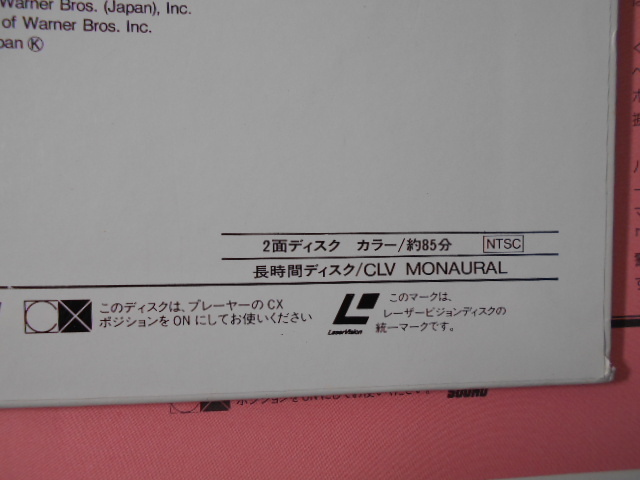 Warner Bros. (Japan), Inc.
of Warner Bros. Inc.
pan Ⓚ
2面ディスク カラー/約85分 NTSC
長時間ディスク/CLV MONAURAL
このディスクは、プレーヤーのCX
ポジションをONにしてお使いください
LaserVision
このマークは、
レーザービジョンディスクの
統一マークです。
SOUND